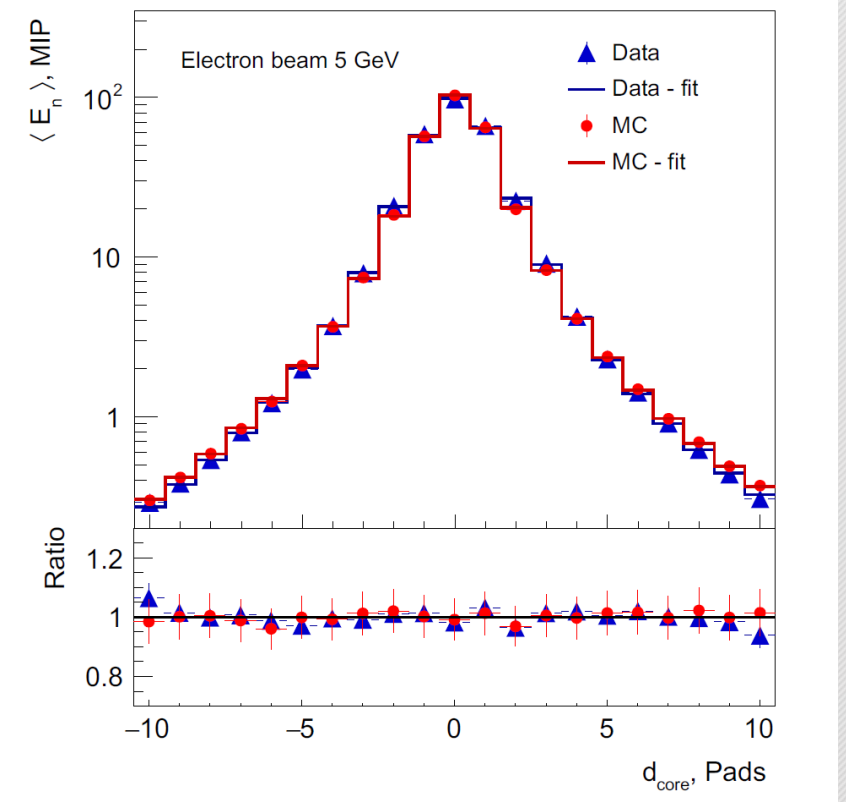 ⟨ Eₙ ⟩, MIP
Electron beam 5 GeV
Data
Data - fit
MC
MC - fit
10²
10
1
Ratio
1.2
1
0.8
−10
−5
0
5
10
d_core, Pads